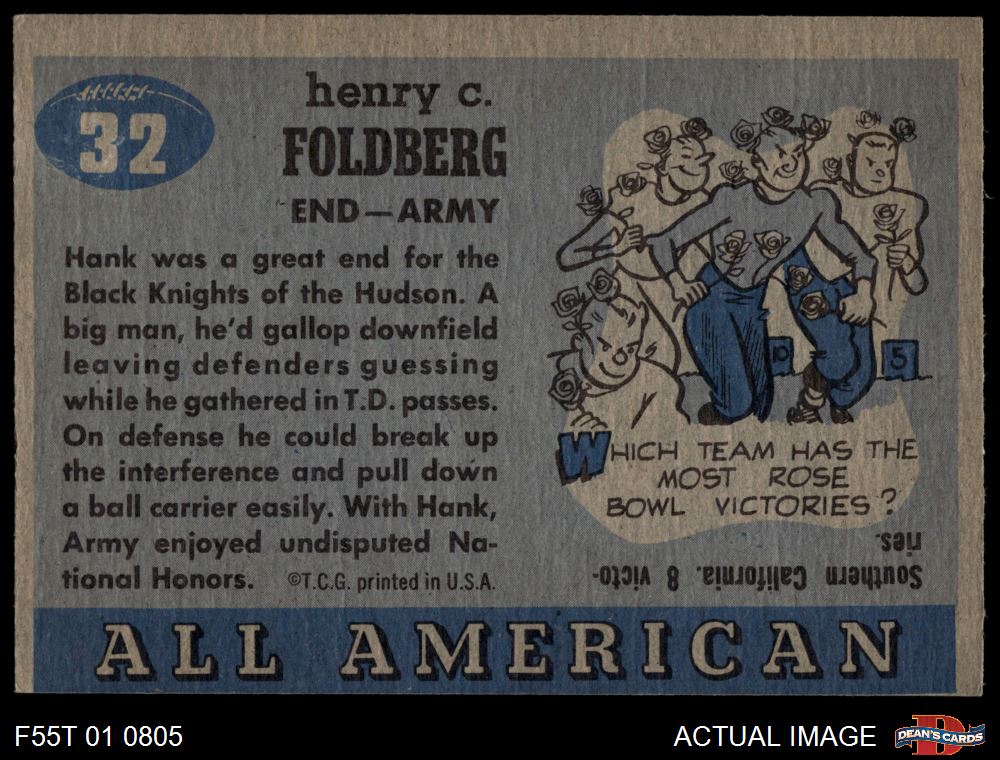 32
henry c.
FOLDBERG
END—ARMY
Hank was a great end for the
Black Knights of the Hudson. A
big man, he'd gallop downfield
leaving defenders guessing
while he gathered in T.D. passes.
On defense he could break up
the interference and pull down
a ball carrier easily. With Hank,
Army enjoyed undisputed Na-
tional Honors. ©T.C.G. printed in U.S.A.
10
5
WHICH TEAM HAS THE
MOST ROSE
BOWL VICTORIES?
Southern California. 8 victo-
ries.
ALL AMERICAN
F55T 01 0805
ACTUAL IMAGE
D
DEAN'S CARDS